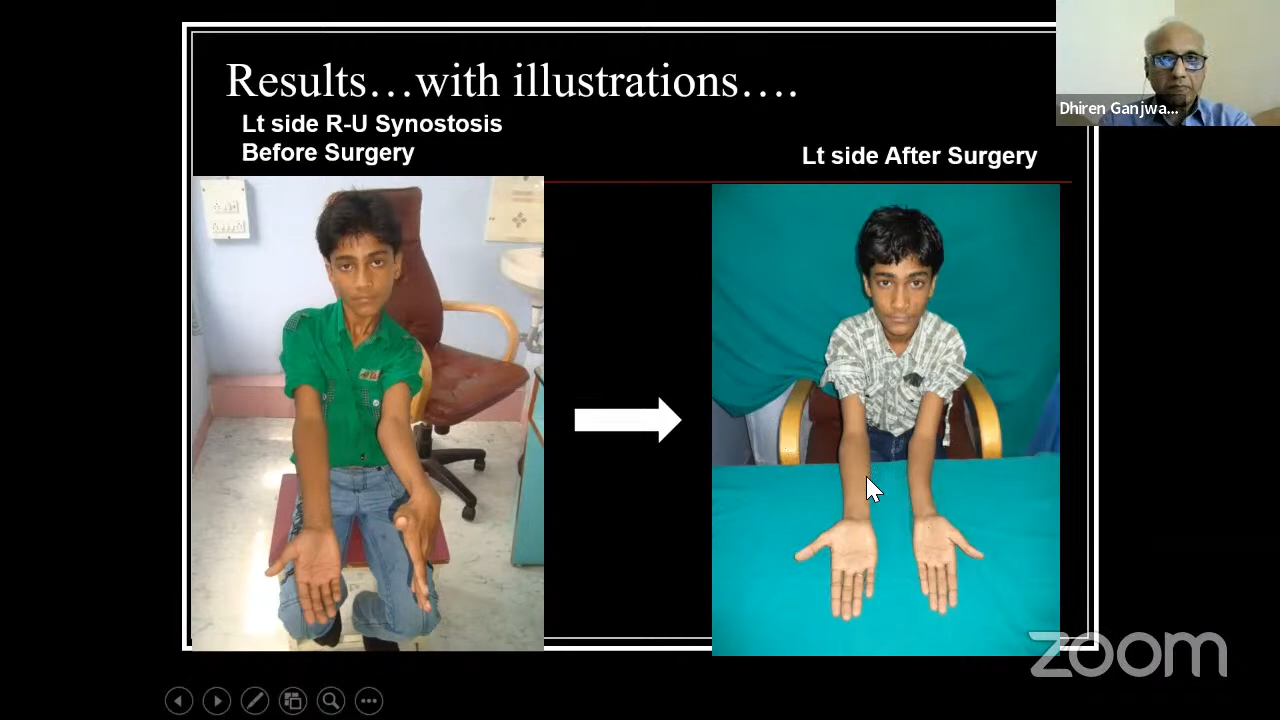 Results…with illustrations….
Lt side R-U Synostosis
Before Surgery
Lt side After Surgery
Dhiren Ganjwa...
zoom